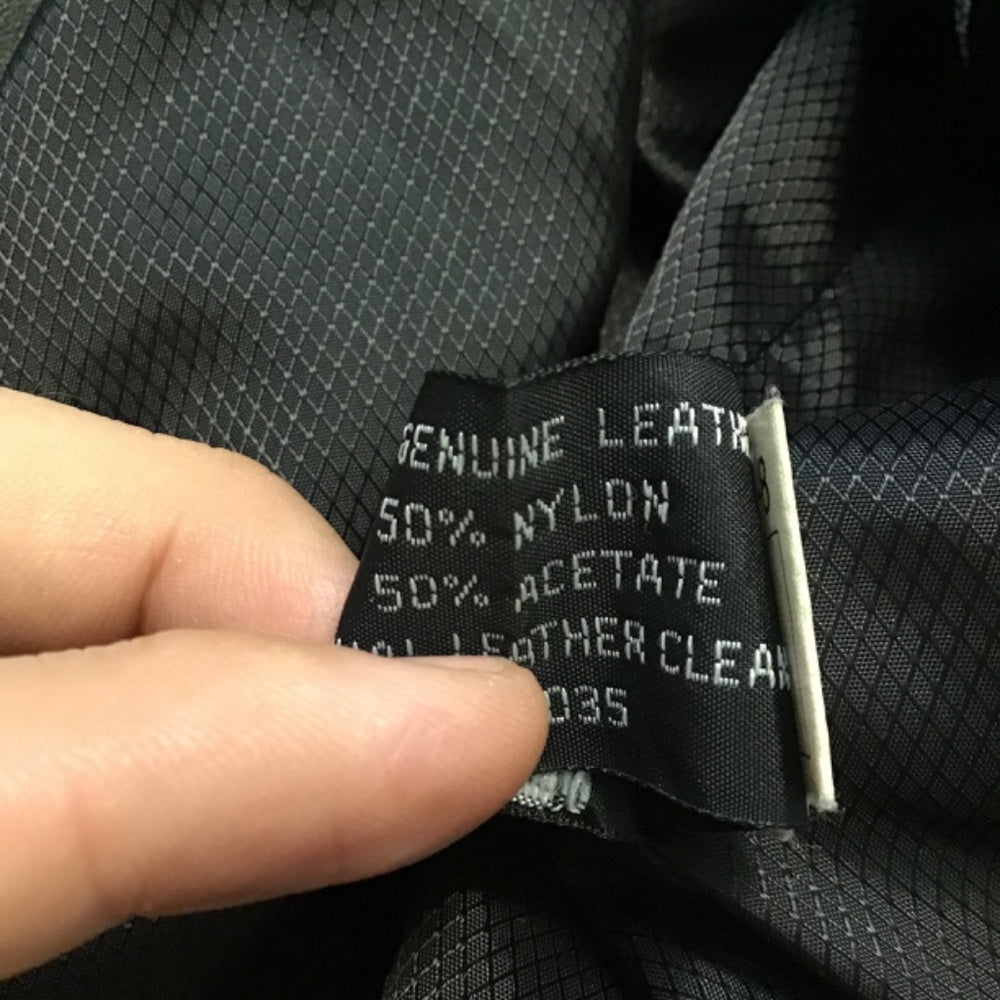 GENUINE LEATH
50% NYLON
50% ACETATE
LEATHER CLEAN
035